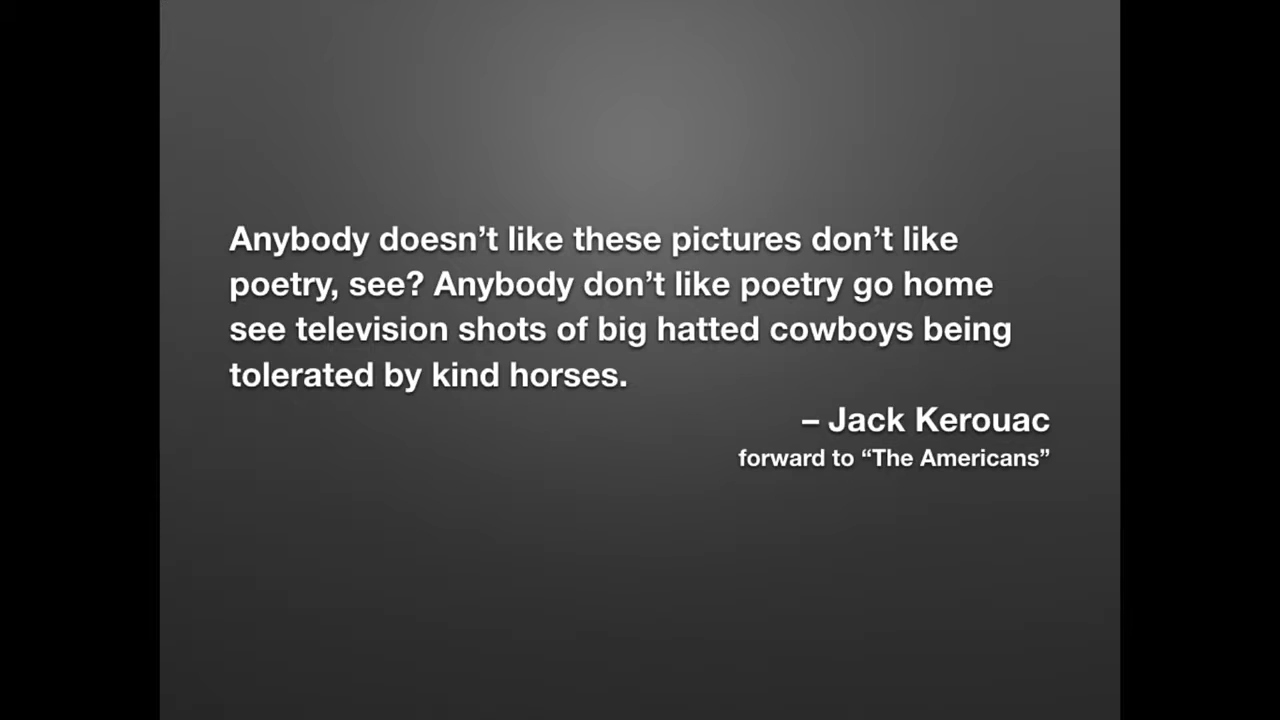 Anybody doesn’t like these pictures don’t like
poetry, see? Anybody don’t like poetry go home
see television shots of big hatted cowboys being
tolerated by kind horses.
– Jack Kerouac
forward to “The Americans”